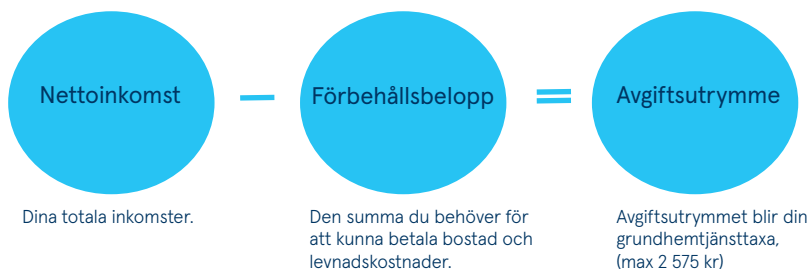 Nettoinkomst
Förbehållsbelopp
Avgiftsutrymme
Dina totala inkomster.
Den summa du behöver för
att kunna betala bostad och
levnadskostnader.
Avgiftsutrymmet blir din
grundhemtjänsttaxa,
(max 2 575 kr)